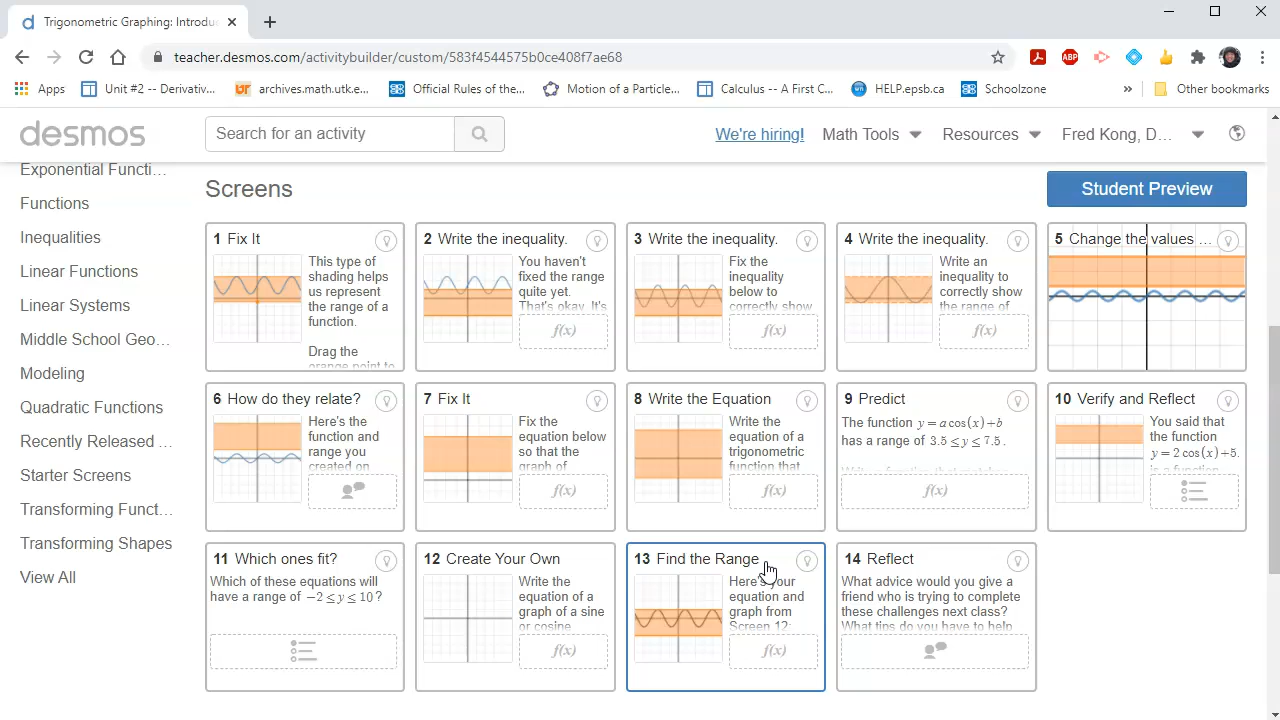 Trigonometric Graphing: Introdu
teacher.desmos.com/activitybuilder/custom/583f4544575b0ce408f7ae68
ABP
Apps
Unit #2 -- Derivativ...
archives.math.utk.e...
Official Rules of the...
Motion of a Particle...
Calculus -- A First C...
HELP.epsb.ca
Schoolzone
»
Other bookmarks
desmos
Search for an activity
We're hiring!
Math Tools
Resources
Fred Kong, D...
Exponential Functi...
Functions
Inequalities
Linear Functions
Linear Systems
Middle School Geo...
Modeling
Quadratic Functions
Recently Released ...
Starter Screens
Transforming Funct...
Transforming Shapes
View All
Screens
Student Preview
1 Fix It
This type of
shading helps
us represent
the range of a
function.
Drag the
orange point to
2 Write the inequality.
You haven't
fixed the range
quite yet.
That's okay. It's
f(x)
3 Write the inequality.
Fix the
inequality
below to
correctly show
f(x)
4 Write the inequality.
Write an
inequality to
correctly show
the range of
f(x)
5 Change the values ...
6 How do they relate?
Here's the
function and
range you
created on
7 Fix It
Fix the
equation below
so that the
graph of
f(x)
8 Write the Equation
Write the
equation of a
trigonometric
function that
f(x)
9 Predict
The function y = a cos(x) + b
has a range of 3.5 ≤ y ≤ 7.5.
Write a function that matches
f(x)
10 Verify and Reflect
You said that
the function
y = 2 cos(x) + 5.
is a function
11 Which ones fit?
Which of these equations will
have a range of −2 ≤ y ≤ 10?
12 Create Your Own
Write the
equation of a
graph of a sine
or cosine
f(x)
13 Find the Range
Here's your
equation and
graph from
Screen 12:
f(x)
14 Reflect
What advice would you give a
friend who is trying to complete
these challenges next class?
What tips do you have to help